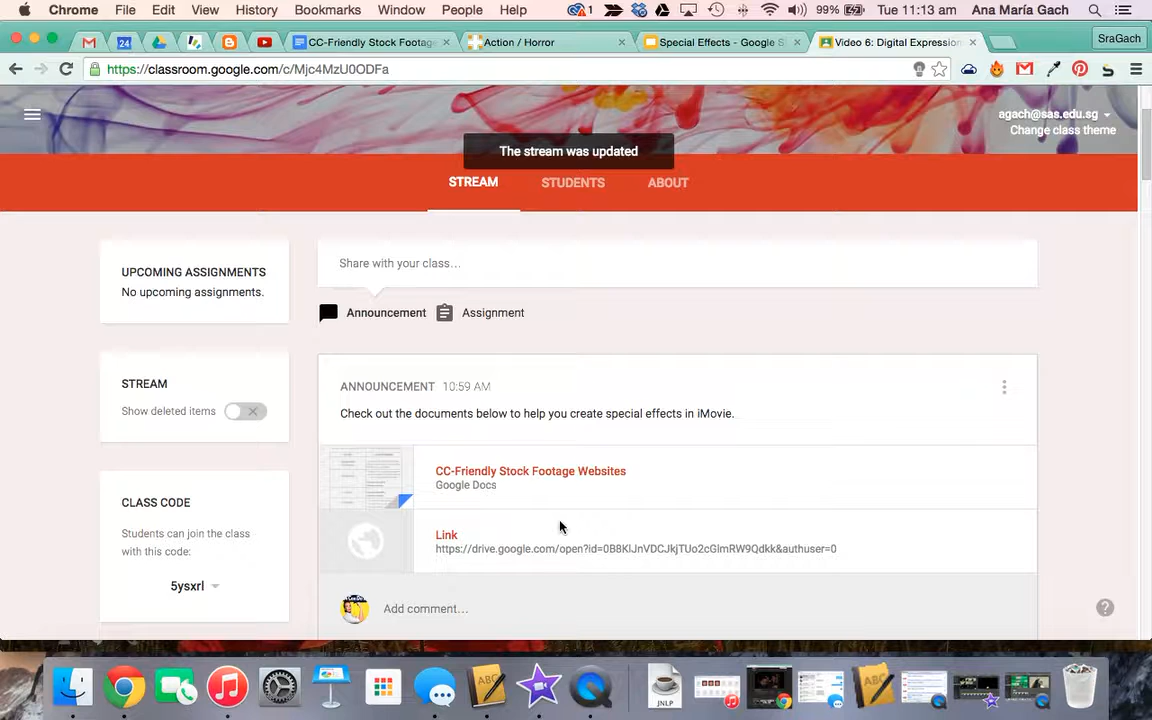 Chrome File Edit View History Bookmarks Window People Help 1 99% Tue 11:13 am Ana María Gach
24 CC-Friendly Stock Footage Action / Horror Special Effects - Google S Video 6: Digital Expression SraGach
https://classroom.google.com/c/Mjc4MzU0ODFa
agach@sas.edu.sg
Change class theme
The stream was updated
STREAM STUDENTS ABOUT
UPCOMING ASSIGNMENTS
No upcoming assignments.
Share with your class…
Announcement Assignment
STREAM
Show deleted items
ANNOUNCEMENT 10:59 AM
Check out the documents below to help you create special effects in iMovie.
CC-Friendly Stock Footage Websites
Google Docs
CLASS CODE
Students can join the class
with this code:
5ysxrl
Link
https://drive.google.com/open?id=0B8KlJnVDCJkjTUo2cGlmRW9Qdkk&authuser=0
Add comment…
ABC
JNLP